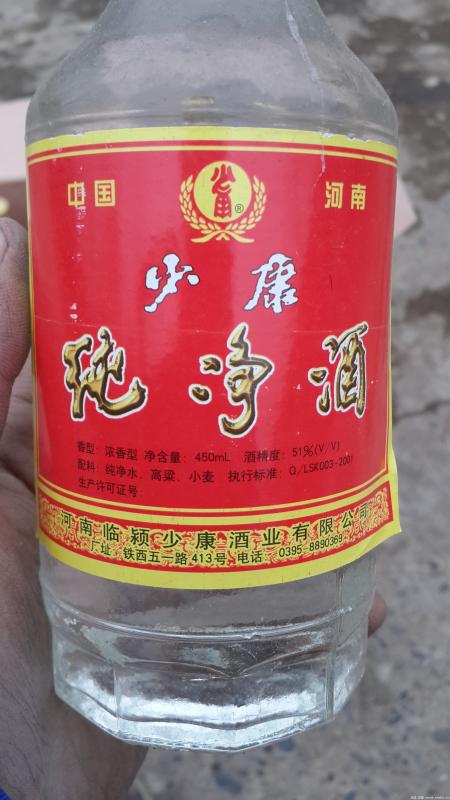 中国 河南
®
少康
纯净酒
香型：浓香型 净含量：450mL 酒精度：51%(V/V)
配料：纯净水、高粱、小麦 执行标准：Q/LSK003-2001
生产许可证号：
河南临颍少康酒业有限公司
厂址：铁西五一路413号 电话：0395-8890369